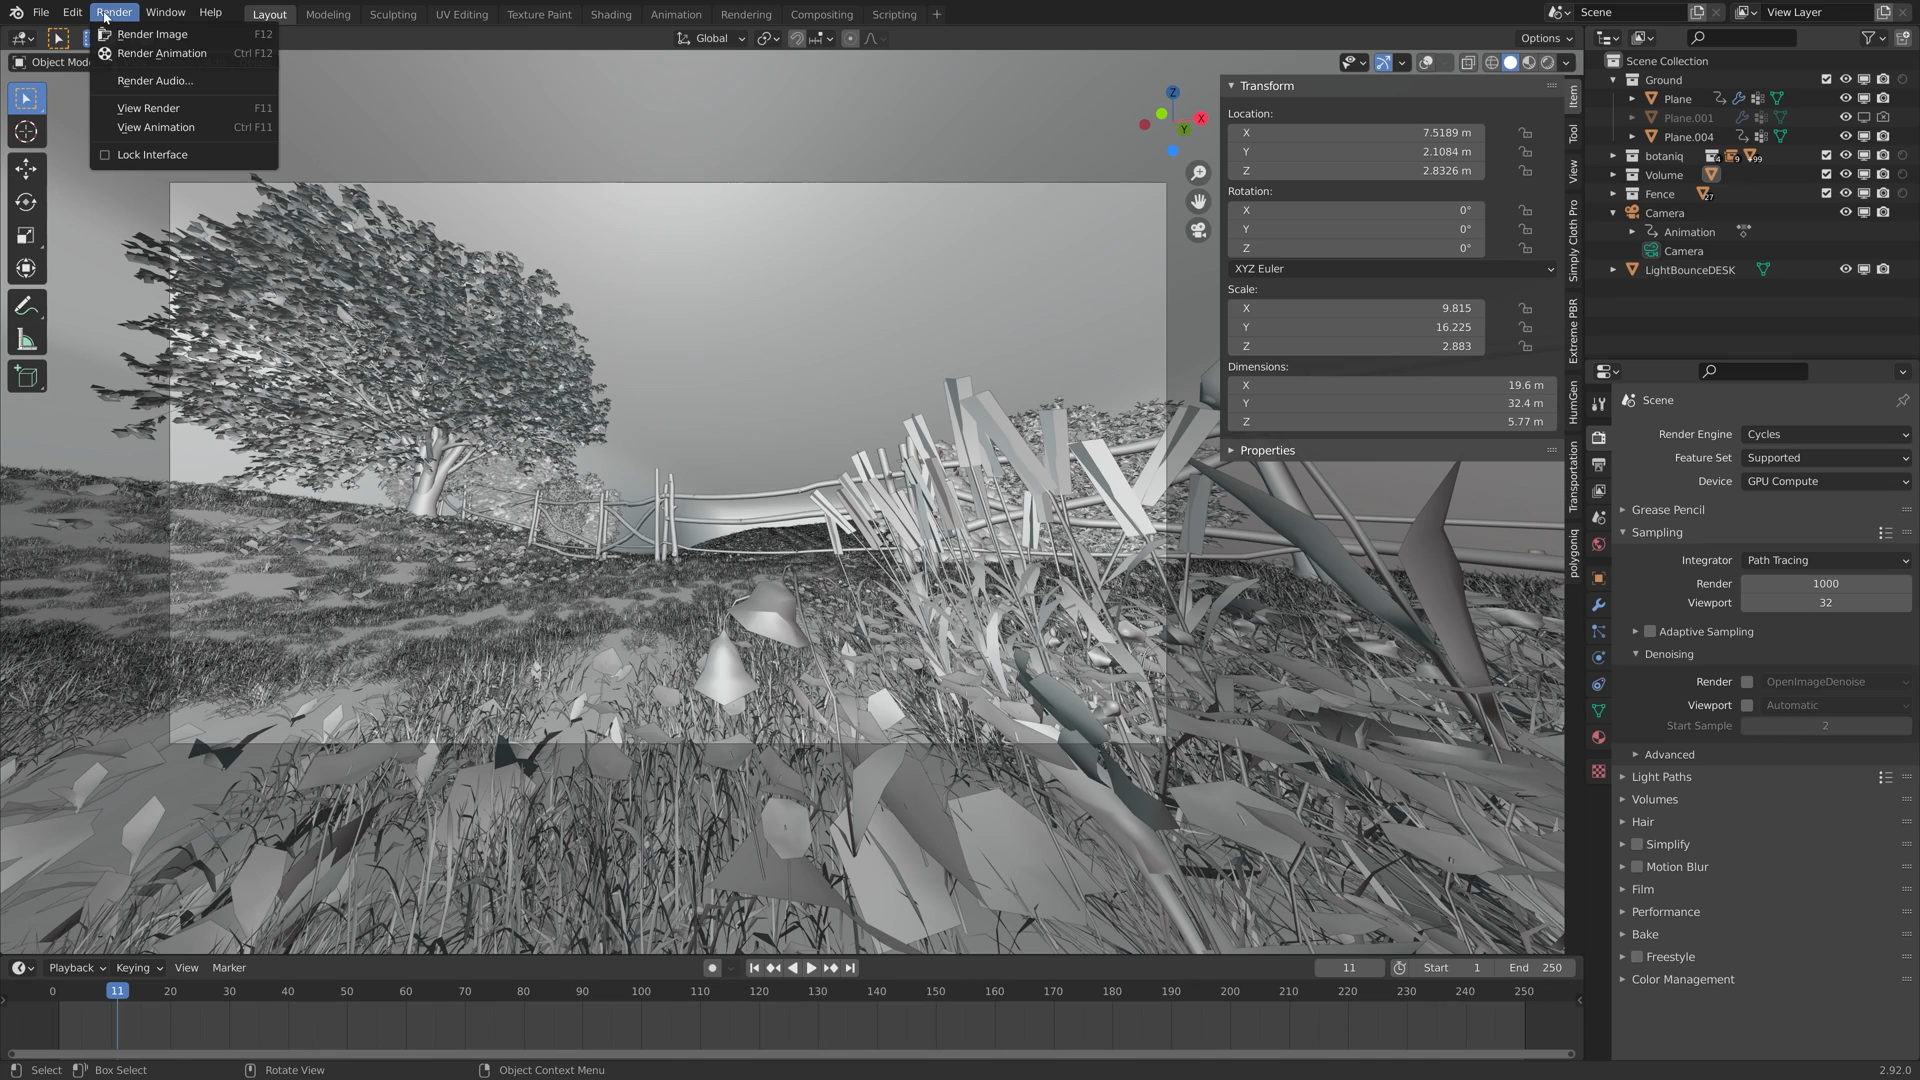 File Edit Render Window Help
Layout Modeling Sculpting UV Editing Texture Paint Shading Animation Rendering Compositing Scripting +
Scene
View Layer
Render Image F12
Render Animation Ctrl F12
Render Audio...
View Render F11
View Animation Ctrl F11
Lock Interface
Global
Options
Object Mod
Z
X
Y
Transform
Location:
X 7.5189 m
Y 2.1084 m
Z 2.8326 m
Rotation:
X 0°
Y 0°
Z 0°
XYZ Euler
Scale:
X 9.815
Y 16.225
Z 2.883
Dimensions:
X 19.6 m
Y 32.4 m
Z 5.77 m
Properties
Item
Tool
View
Simply Cloth Pro
Extreme PBR
HumGen
Transportation
polygoniq
Scene Collection
Ground
Plane
Plane.001
Plane.004
botaniq 4 9 99
Volume
Fence 27
Camera
Animation
Camera
LightBounceDESK
Scene
Render Engine Cycles
Feature Set Supported
Device GPU Compute
Grease Pencil
Sampling
Integrator Path Tracing
Render 1000
Viewport 32
Adaptive Sampling
Denoising
Render OpenImageDenoise
Viewport Automatic
Start Sample 2
Advanced
Light Paths
Volumes
Hair
Simplify
Motion Blur
Film
Performance
Bake
Freestyle
Color Management
Playback Keying View Marker
11 Start 1 End 250
0 11 20 30 40 50 60 70 80 90 100 110 120 130 140 150 160 170 180 190 200 210 220 230 240 250
Select Box Select Rotate View Object Context Menu 2.92.0